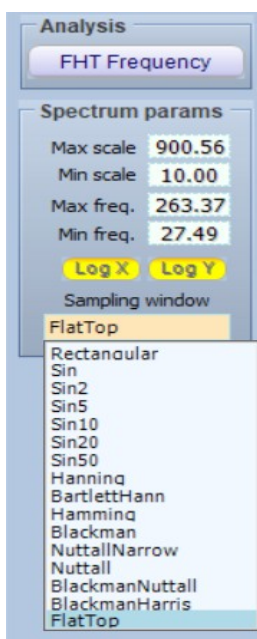 Analysis
FHT Frequency
Spectrum params
Max scale 900.56
Min scale 10.00
Max freq. 263.37
Min freq. 27.49
Log X Log Y
Sampling window
FlatTop
Rectangular
Sin
Sin2
Sin5
Sin10
Sin20
Sin50
Hanning
BartlettHann
Hamming
Blackman
NuttallNarrow
Nuttall
BlackmanNuttall
BlackmanHarris
FlatTop